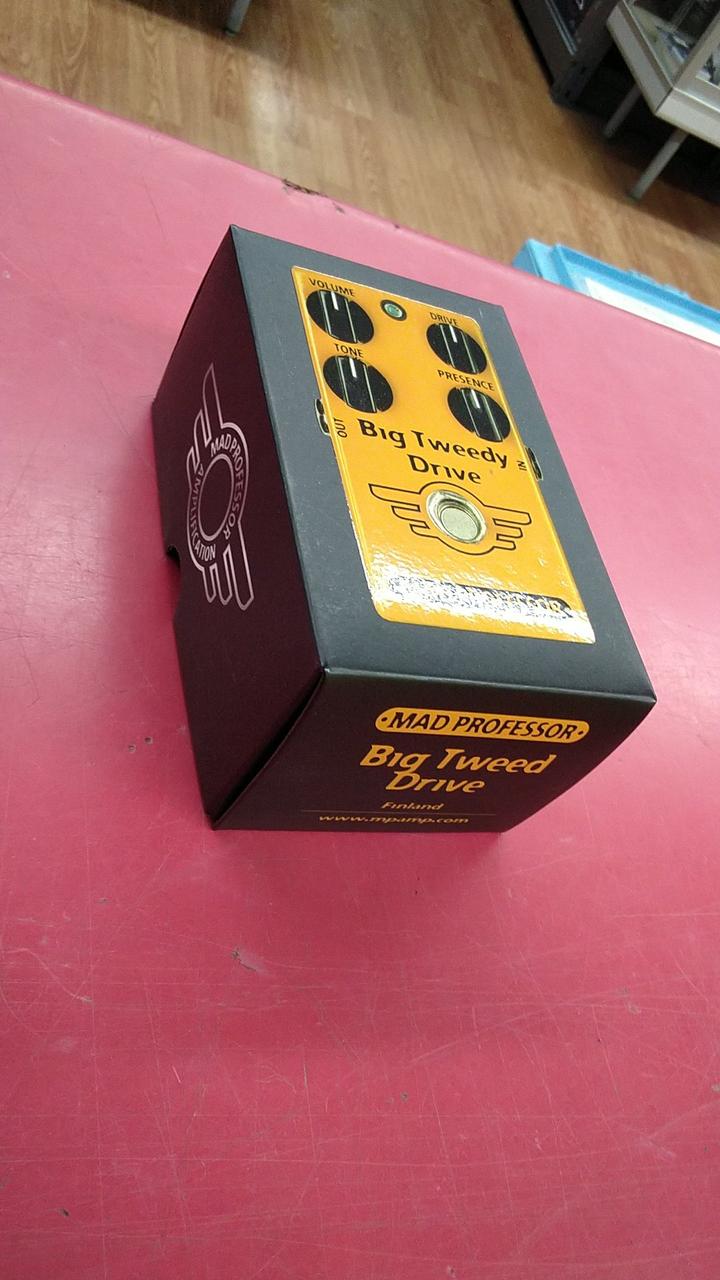 VOLUME
DRIVE
TONE
PRESENCE
OUT
IN
Big Tweedy
Drive
MAD PROFESSOR
AMPLIFICATION
MAD PROFESSOR
Big Tweed
Drive
Finland
www.mpamp.com